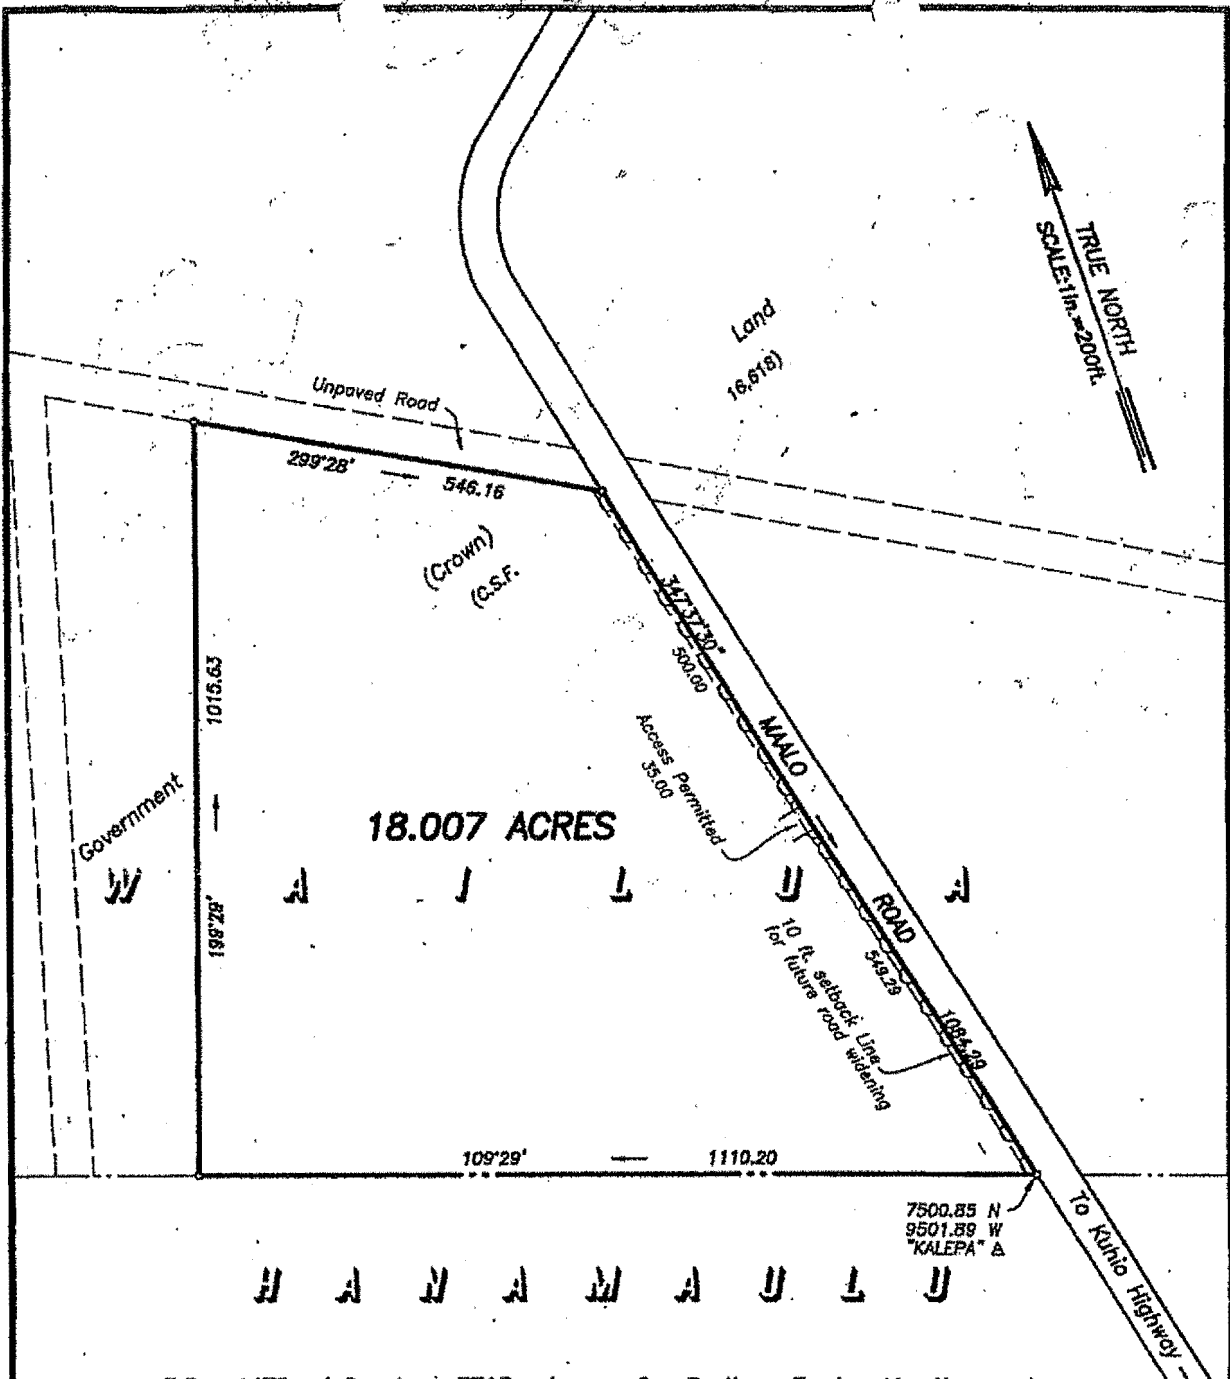 TRUE NORTH
SCALE:1in.=200ft.
Land
16,618)
Unpaved Road
299°28'
546.16
(Crown)
(C.S.F.
347°37'30"
500.00
1015.63
MAALO
Access Permitted
35.00
Government
18.007 ACRES
W A I L U A
199°29'
ROAD
10 ft. setback Line
for future road widening
549.29
1084.29
109°29'
1110.20
7500.85 N
9501.89 W
"KALEPA" △
To Kuhio Highway
H A N A M A U L U